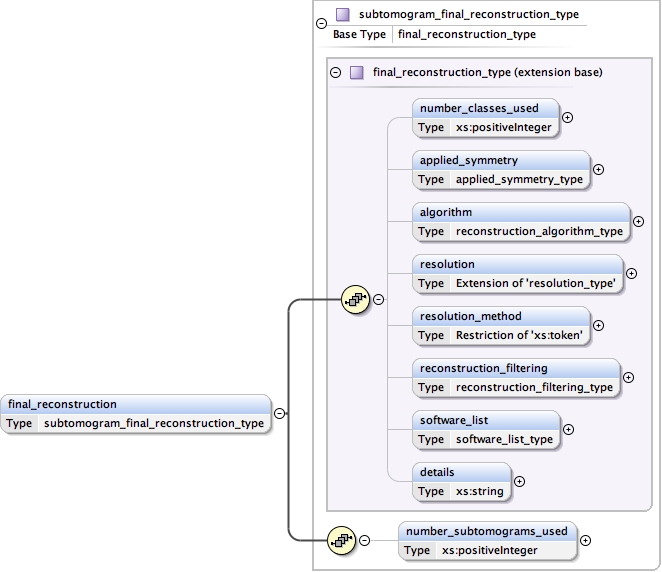 subtomogram_final_reconstruction_type
Base Type final_reconstruction_type
final_reconstruction_type (extension base)
number_classes_used
Type xs:positiveInteger
applied_symmetry
Type applied_symmetry_type
algorithm
Type reconstruction_algorithm_type
resolution
Type Extension of 'resolution_type'
resolution_method
Type Restriction of 'xs:token'
reconstruction_filtering
Type reconstruction_filtering_type
software_list
Type software_list_type
details
Type xs:string
final_reconstruction
Type subtomogram_final_reconstruction_type
number_subtomograms_used
Type xs:positiveInteger